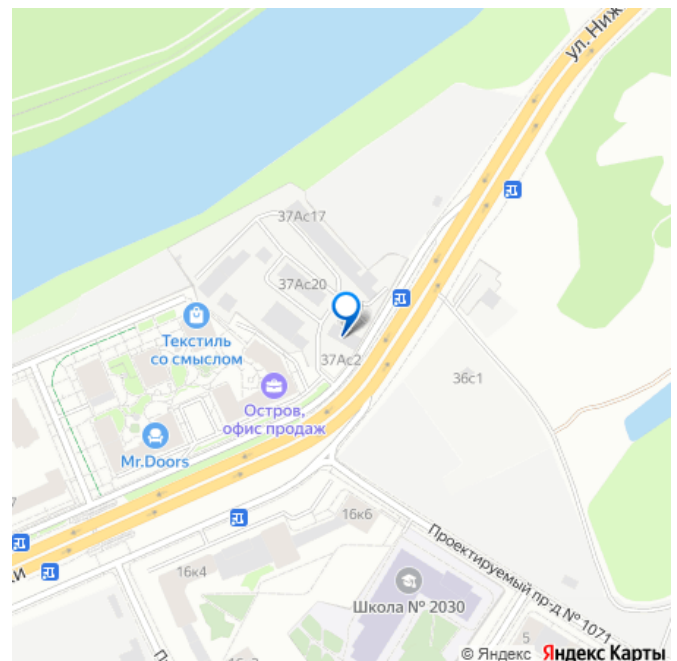 ул. Ниж
37Ас17
37Ас20
Текстиль
со смыслом
37Ас2
36с1
Остров,
офис продаж
Mr.Doors
7
16к6
Проектируемый пр-д № 1071
16к4
Школа № 2030
5
© Яндекс Яндекс Карты